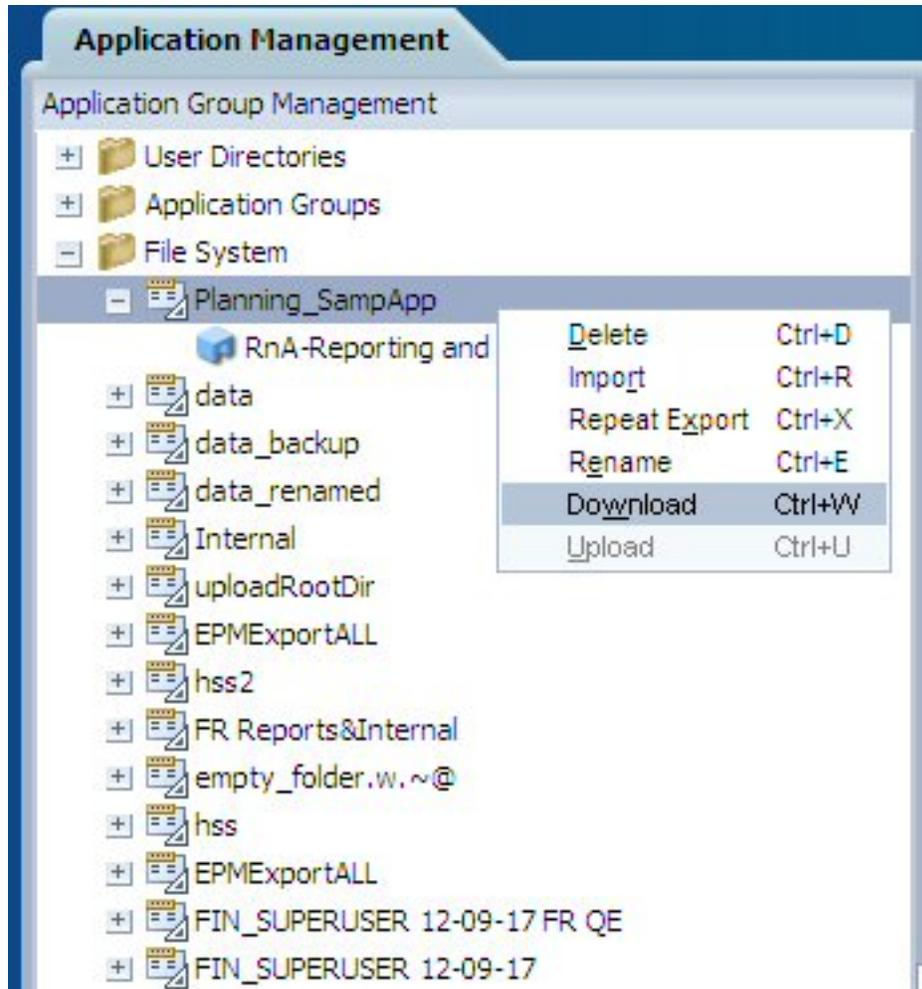 Application Management
Application Group Management
User Directories
Application Groups
File System
Planning_SampApp
RnA-Reporting and
Delete Ctrl+D
Import Ctrl+R
Repeat Export Ctrl+X
Rename Ctrl+E
Download Ctrl+W
Upload Ctrl+U
data
data_backup
data_renamed
Internal
uploadRootDir
EPMExportALL
hss2
FR Reports&Internal
empty_folder.w.~@
hss
EPMExportALL
FIN_SUPERUSER 12-09-17 FR QE
FIN_SUPERUSER 12-09-17